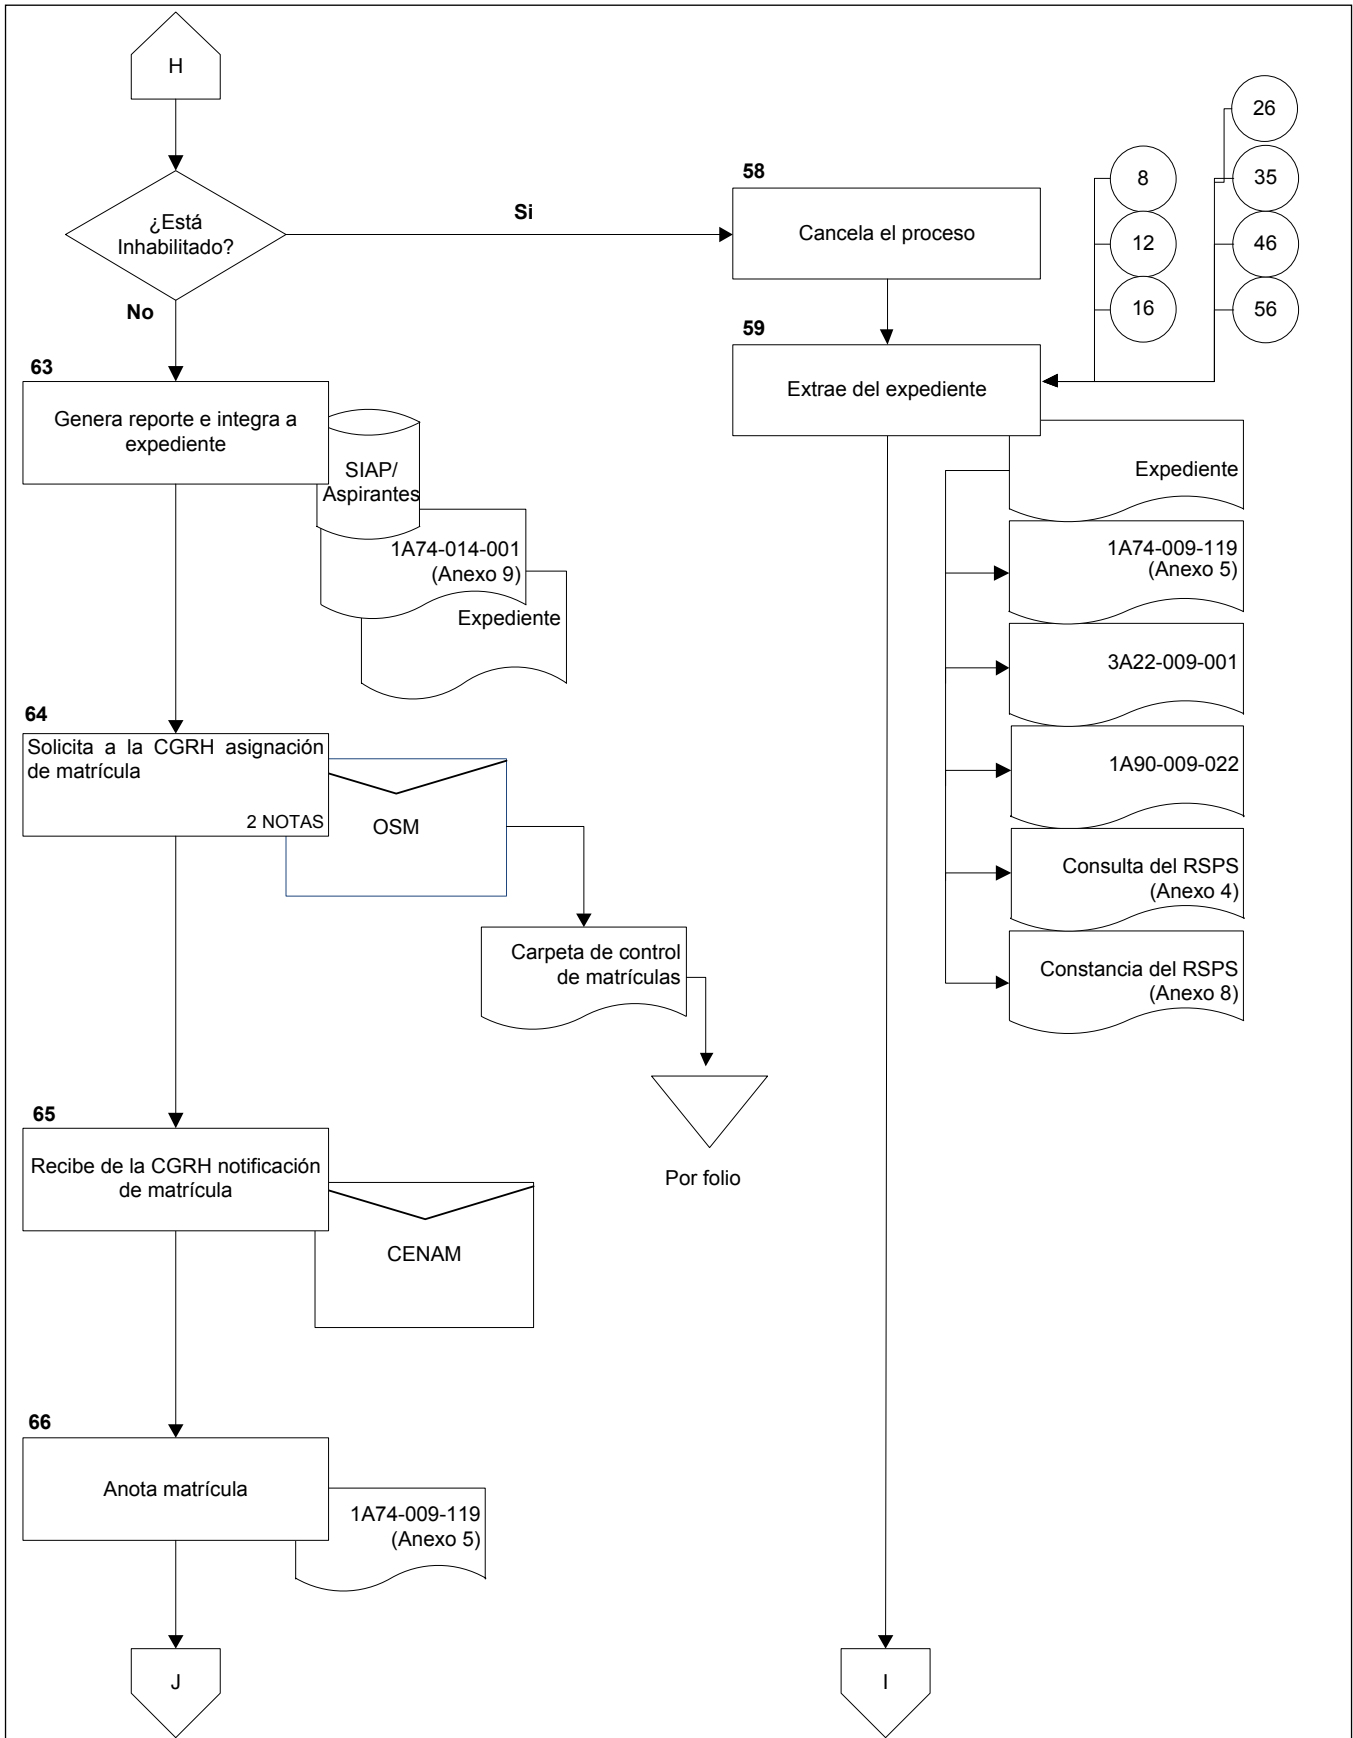 H
26
8
35
12
46
16
56
¿Está
Inhabilitado?
Si
No
58
Cancela el proceso
59
Extrae del expediente
Expediente
1A74-009-119
(Anexo 5)
3A22-009-001
1A90-009-022
Consulta del RSPS
(Anexo 4)
Constancia del RSPS
(Anexo 8)
63
Genera reporte e integra a
expediente
SIAP/
Aspirantes
1A74-014-001
(Anexo 9)
Expediente
64
Solicita a la CGRH asignación
de matrícula
2 NOTAS
OSM
Carpeta de control
de matrículas
Por folio
65
Recibe de la CGRH notificación
de matrícula
CENAM
66
Anota matrícula
1A74-009-119
(Anexo 5)
J
I